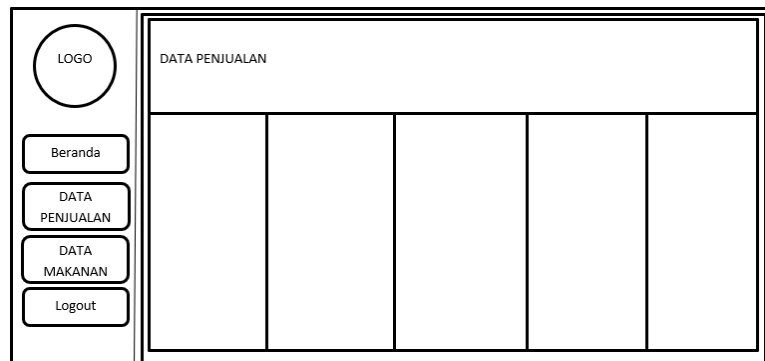 LOGO
DATA PENJUALAN
Beranda
DATA
PENJUALAN
DATA
MAKANAN
Logout